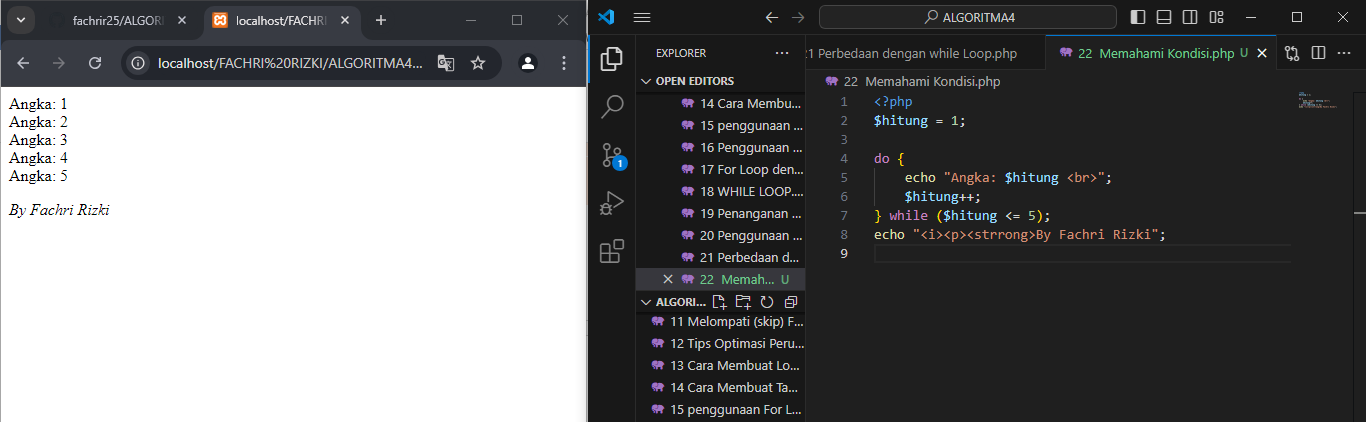 fachrir25/ALGORI
localhost/FACHRI
localhost/FACHRI%20RIZKI/ALGORITMA4...
Angka: 1
Angka: 2
Angka: 3
Angka: 4
Angka: 5
By Fachri Rizki
ALGORITMA4
EXPLORER
OPEN EDITORS
14 Cara Membu...
15 penggunaan ...
16 Penggunaan ...
17 For Loop den...
18 WHILE LOOP....
19 Penanganan ...
20 Penggunaan ...
21 Perbedaan d...
22 Memah... U
ALGORI...
11 Melompati (skip) F...
12 Tips Optimasi Peru...
13 Cara Membuat Lo...
14 Cara Membuat Ta...
15 penggunaan For L...
1
21 Perbedaan dengan while Loop.php
22 Memahami Kondisi.php U
22 Memahami Kondisi.php
1 <?php
2 $hitung = 1;
3
4 do {
5 echo "Angka: $hitung <br>";
6 $hitung++;
7 } while ($hitung <= 5);
8 echo "<i><p><strrong>By Fachri Rizki";
9